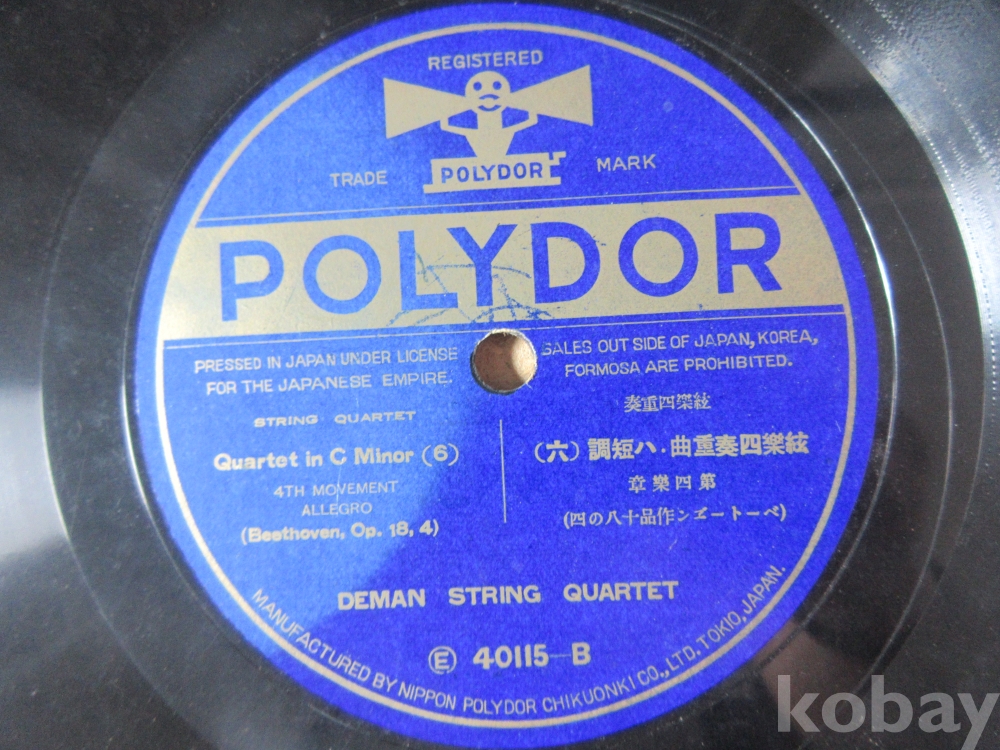 REGISTERED
TRADE MARK
POLYDOR
POLYDOR
PRESSED IN JAPAN UNDER LICENSE
FOR THE JAPANESE EMPIRE.
SALES OUT SIDE OF JAPAN, KOREA,
FORMOSA ARE PROHIBITED.
STRING QUARTET
Quartet in C Minor (6)
4TH MOVEMENT
ALLEGRO
(Beethoven, Op. 18, 4)
絃樂四重奏
絃樂四奏重曲・ハ短調（六）
第四樂章
(ベートーヹン作品十八の四)
DEMAN STRING QUARTET
Ⓔ 40115-B
MANUFACTURED BY NIPPON POLYDOR CHIKUONKI CO., LTD. TOKIO, JAPAN.
kobay